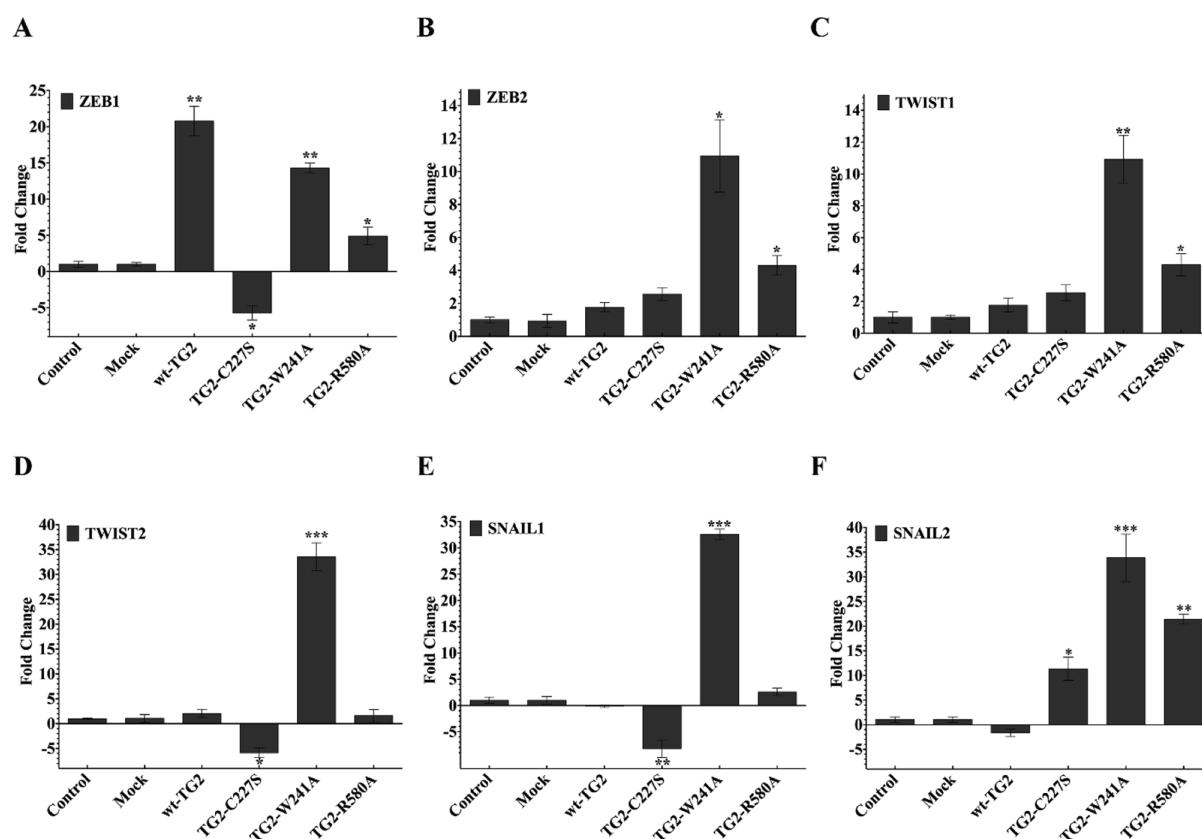 A
ZEB1
Fold Change
25
20
15
10
5
0
-5
**
*
**
*
Control
Mock
wt-TG2
TG2-C227S
TG2-W241A
TG2-R580A
B
ZEB2
Fold Change
14
12
10
8
6
4
2
0
*
*
Control
Mock
wt-TG2
TG2-C227S
TG2-W241A
TG2-R580A
C
TWIST1
Fold Change
14
12
10
8
6
4
2
0
**
*
Control
Mock
wt-TG2
TG2-C227S
TG2-W241A
TG2-R580A
D
TWIST2
Fold Change
40
35
30
25
20
15
10
5
0
-5
*
***
Control
Mock
wt-TG2
TG2-C227S
TG2-W241A
TG2-R580A
E
SNAIL1
Fold Change
35
30
25
20
15
10
5
0
-5
**
***
Control
Mock
wt-TG2
TG2-C227S
TG2-W241A
TG2-R580A
F
SNAIL2
Fold Change
40
35
30
25
20
15
10
5
0
-5
*
***
**
Control
Mock
wt-TG2
TG2-C227S
TG2-W241A
TG2-R580A